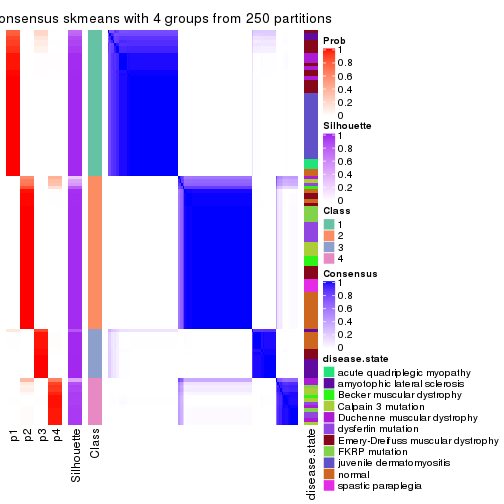 onsensus skmeans with 4 groups from 250 partitions
Prob
1
0.8
0.6
0.4
0.2
0
Silhouette
1
0.8
0.6
0.4
0.2
0
Class
1
2
3
4
Consensus
1
0.8
0.6
0.4
0.2
0
disease.state
acute quadriplegic myopathy
amyotophic lateral sclerosis
Becker muscular dystrophy
Calpain 3 mutation
Duchenne muscular dystrophy
dysferlin mutation
Emery-Dreifuss muscular dystrophy
FKRP mutation
juvenile dermatomyositis
normal
spastic paraplegia
p1
p2
p3
p4
Silhouette
Class
disease.state